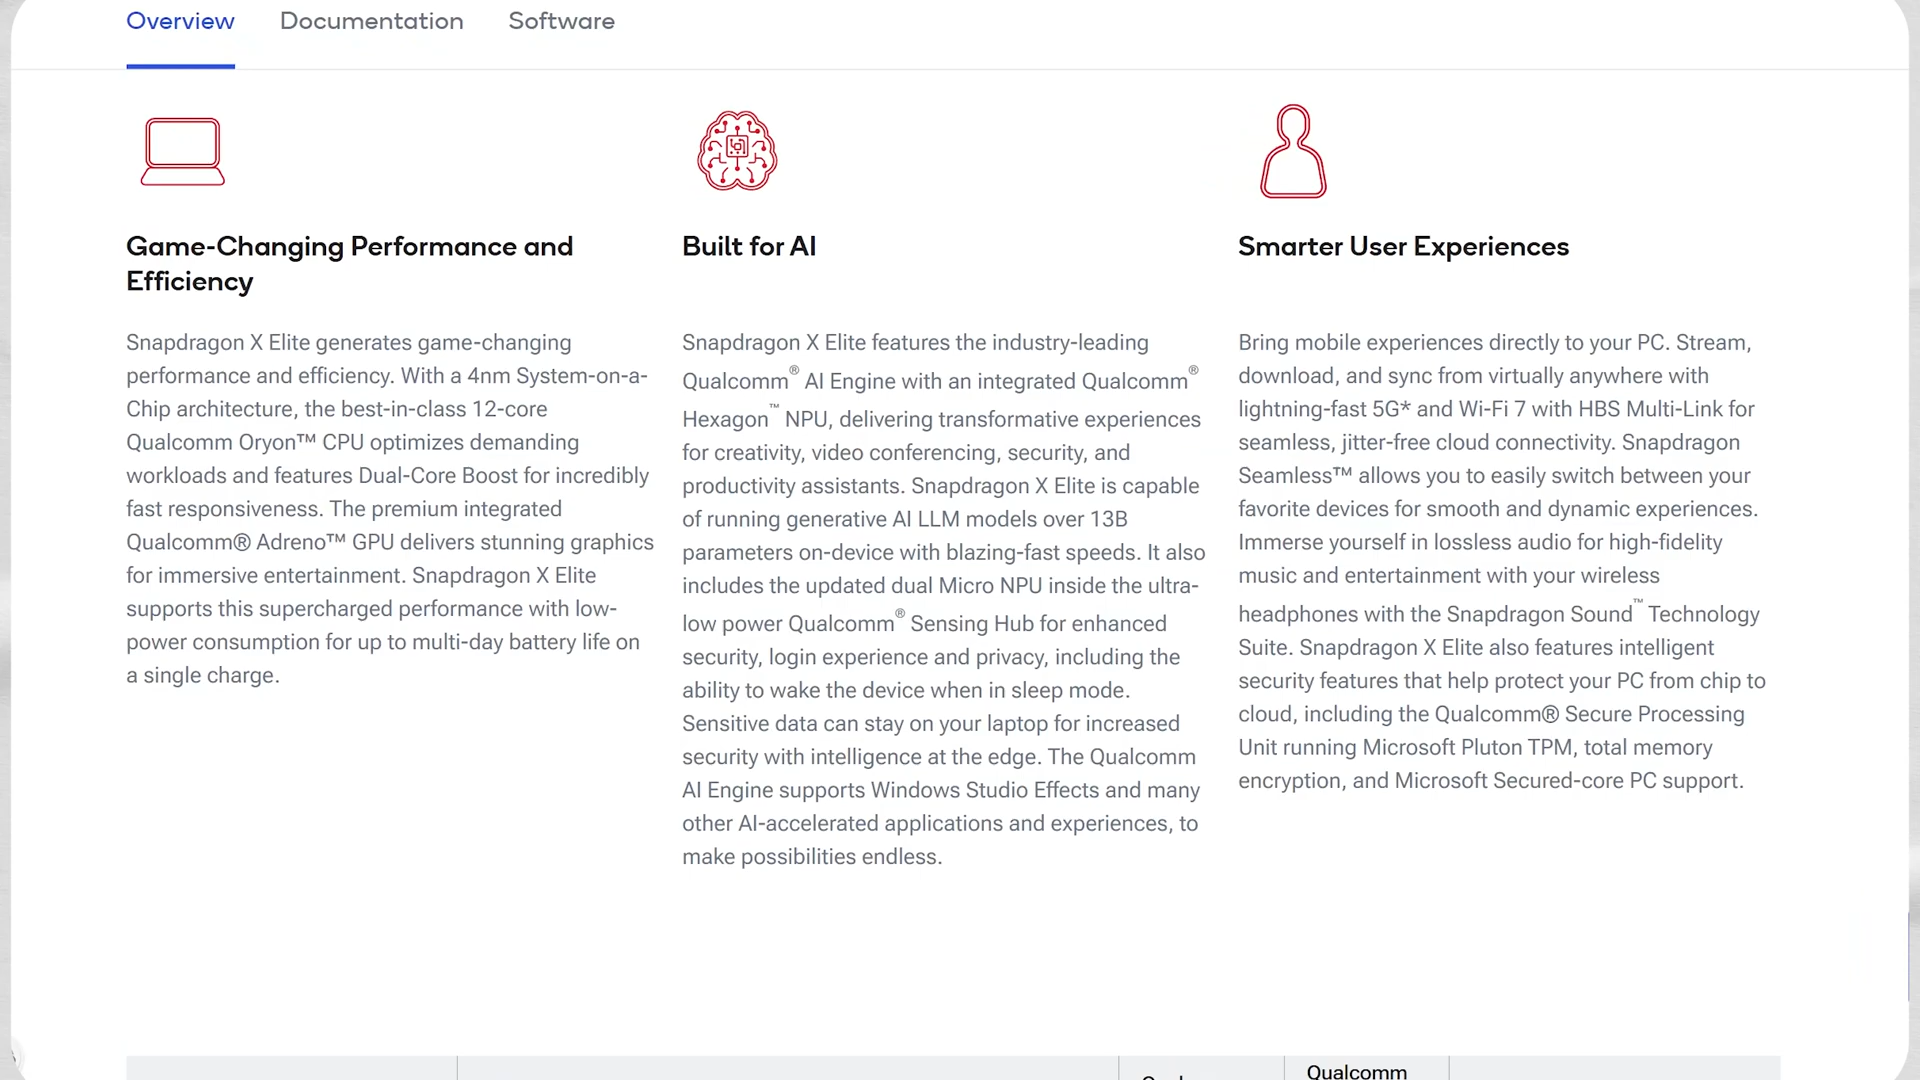 Overview Documentation Software
Game-Changing Performance and
Efficiency
Snapdragon X Elite generates game-changing
performance and efficiency. With a 4nm System-on-a-
Chip architecture, the best-in-class 12-core
Qualcomm Oryon™ CPU optimizes demanding
workloads and features Dual-Core Boost for incredibly
fast responsiveness. The premium integrated
Qualcomm® Adreno™ GPU delivers stunning graphics
for immersive entertainment. Snapdragon X Elite
supports this supercharged performance with low-
power consumption for up to multi-day battery life on
a single charge.
Built for AI
Snapdragon X Elite features the industry-leading
Qualcomm® AI Engine with an integrated Qualcomm®
Hexagon™ NPU, delivering transformative experiences
for creativity, video conferencing, security, and
productivity assistants. Snapdragon X Elite is capable
of running generative AI LLM models over 13B
parameters on-device with blazing-fast speeds. It also
includes the updated dual Micro NPU inside the ultra-
low power Qualcomm® Sensing Hub for enhanced
security, login experience and privacy, including the
ability to wake the device when in sleep mode.
Sensitive data can stay on your laptop for increased
security with intelligence at the edge. The Qualcomm
AI Engine supports Windows Studio Effects and many
other AI-accelerated applications and experiences, to
make possibilities endless.
Smarter User Experiences
Bring mobile experiences directly to your PC. Stream,
download, and sync from virtually anywhere with
lightning-fast 5G* and Wi-Fi 7 with HBS Multi-Link for
seamless, jitter-free cloud connectivity. Snapdragon
Seamless™ allows you to easily switch between your
favorite devices for smooth and dynamic experiences.
Immerse yourself in lossless audio for high-fidelity
music and entertainment with your wireless
headphones with the Snapdragon Sound™ Technology
Suite. Snapdragon X Elite also features intelligent
security features that help protect your PC from chip to
cloud, including the Qualcomm® Secure Processing
Unit running Microsoft Pluton TPM, total memory
encryption, and Microsoft Secured-core PC support.
Qualcomm